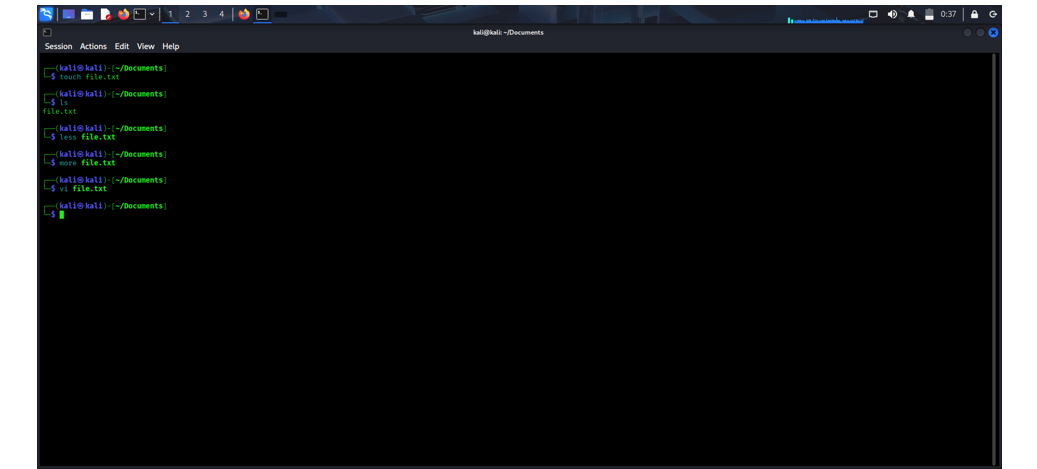 1 2 3 4 0:37
kali@kali: ~/Documents
Session Actions Edit View Help
┌──(kali㉿kali)-[~/Documents]
└─$ touch file.txt
┌──(kali㉿kali)-[~/Documents]
└─$ ls
file.txt
┌──(kali㉿kali)-[~/Documents]
└─$ less file.txt
┌──(kali㉿kali)-[~/Documents]
└─$ more file.txt
┌──(kali㉿kali)-[~/Documents]
└─$ vi file.txt
┌──(kali㉿kali)-[~/Documents]
└─$